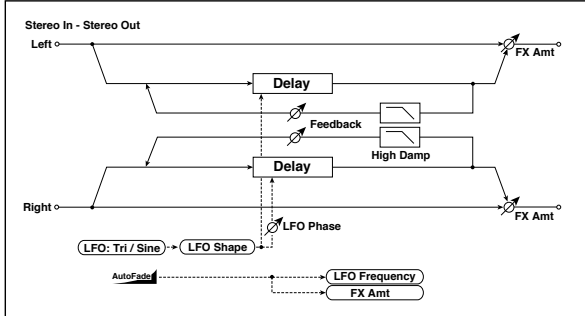 Stereo In - Stereo Out
Left
FX Amt
Delay
Feedback
High Damp
Delay
Right
FX Amt
LFO Phase
LFO: Tri / Sine
LFO Shape
AutoFade
LFO Frequency
FX Amt